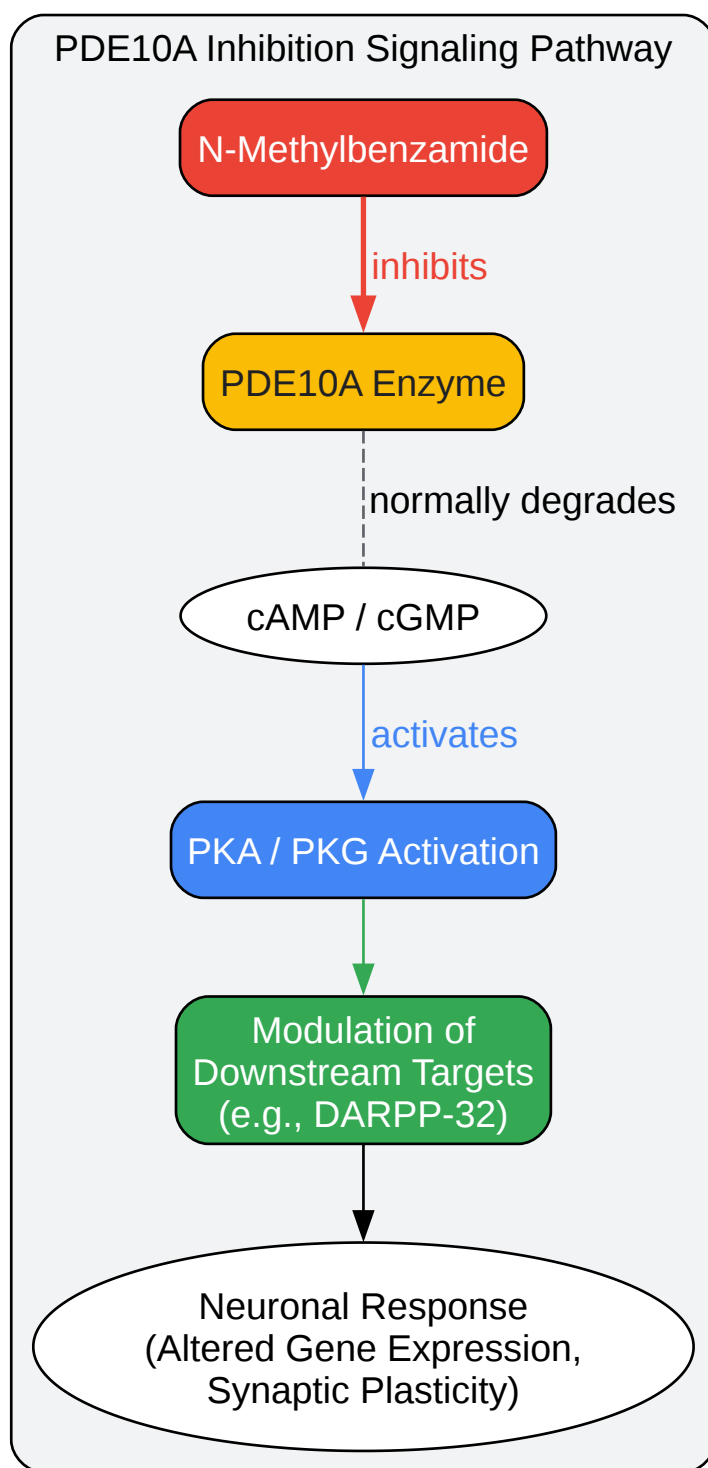 PDE10A Inhibition Signaling Pathway
N-Methylbenzamide
inhibits
PDE10A Enzyme
normally degrades
cAMP / cGMP
activates
PKA / PKG Activation
Modulation of
Downstream Targets
(e.g., DARPP-32)
Neuronal Response
(Altered Gene Expression,
Synaptic Plasticity)